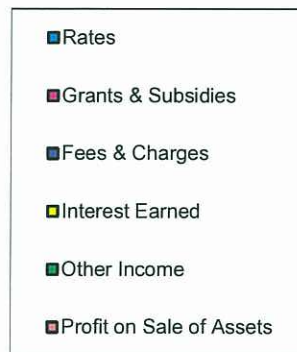 Rates
Grants & Subsidies
Fees & Charges
Interest Earned
Other Income
Profit on Sale of Assets